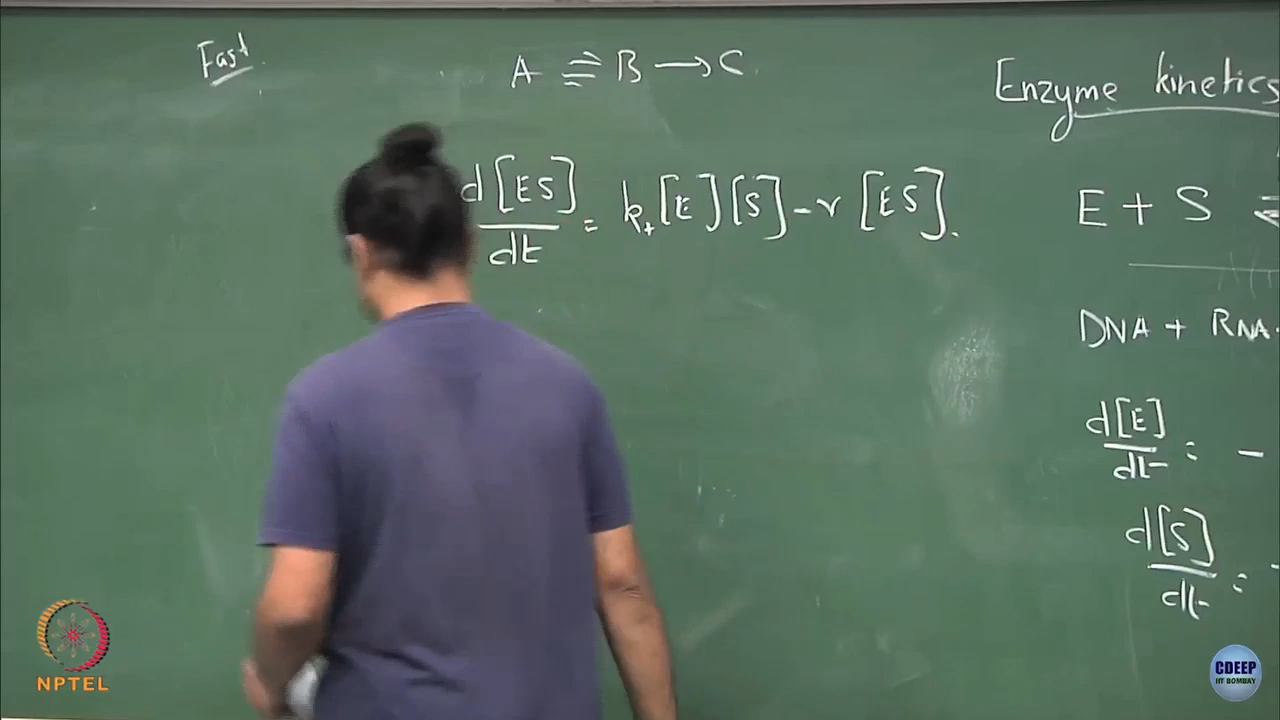 Fast
A ⇌ B → C
d[ES]/dt = k₊[E][S] - r[ES].
Enzyme kinetics
E + S ⇌
DNA + RNA
d[E]/dt = -
d[S]/dt =
NPTEL
CDEEP
IIT BOMBAY